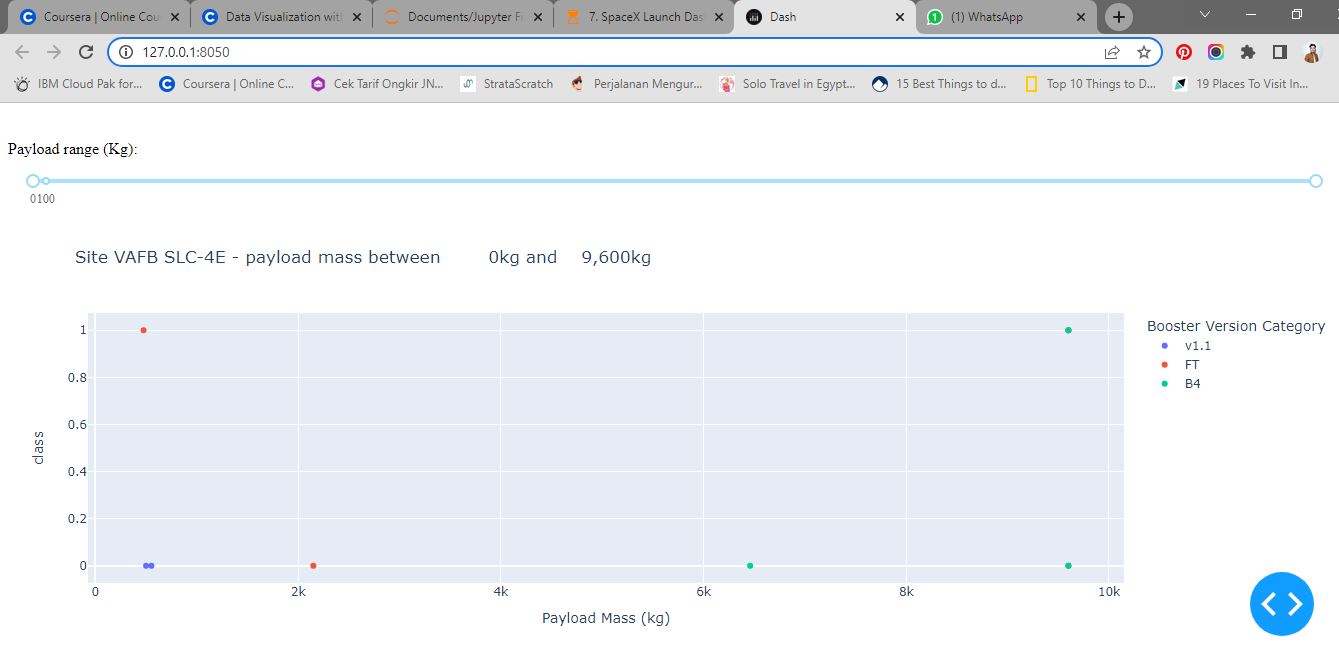 Coursera | Online Cou
Data Visualization with
Documents/Jupyter F
7. SpaceX Launch Das
Dash
(1) WhatsApp
127.0.0.1:8050
IBM Cloud Pak for...
Coursera | Online C...
Cek Tarif Ongkir JN...
StrataScratch
Perjalanan Mengur...
Solo Travel in Egypt...
15 Best Things to d...
Top 10 Things to D...
19 Places To Visit In...
Payload range (Kg):
0100
Site VAFB SLC-4E - payload mass between 0kg and 9,600kg
Booster Version Category
v1.1
FT
B4
class
1
0.8
0.6
0.4
0.2
0
0 2k 4k 6k 8k 10k
Payload Mass (kg)